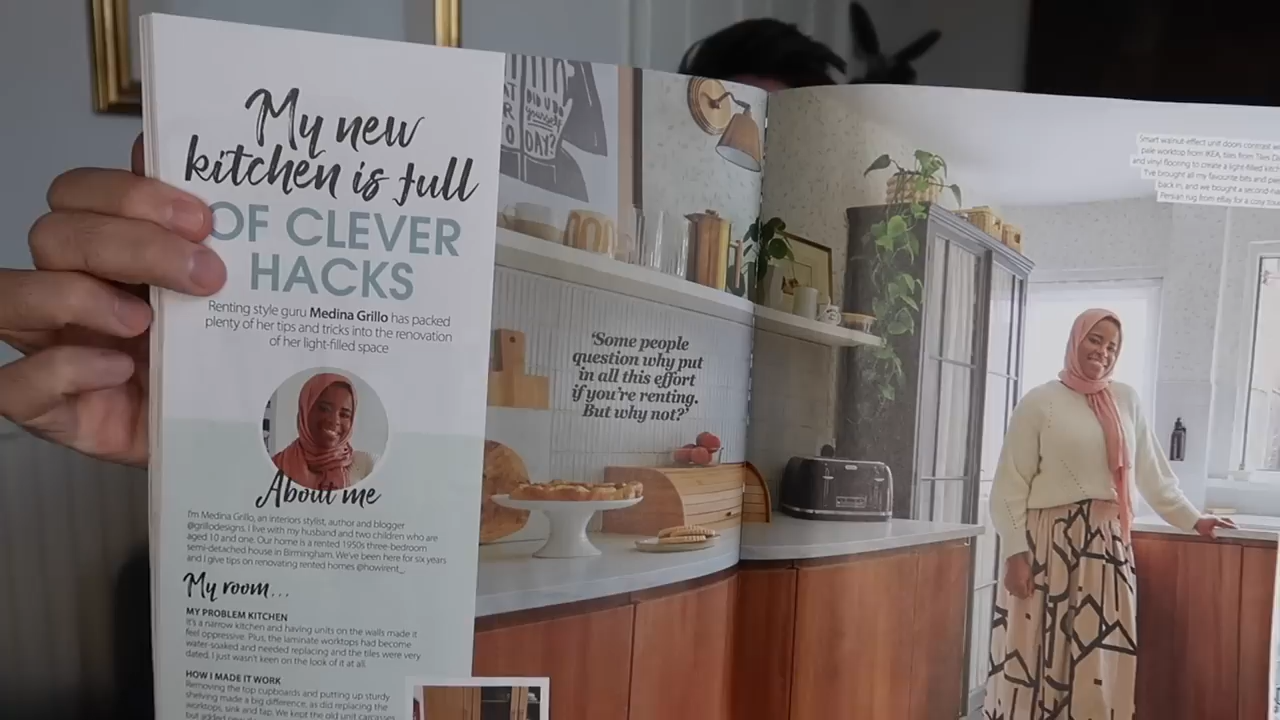 My new
kitchen is full
OF CLEVER
HACKS
Renting style guru Medina Grillo has packed
plenty of her tips and tricks into the renovation
of her light-filled space
About me
I'm Medina Grillo, an interiors stylist, author and blogger
@grillodesigns. I live with my husband and two children who are
aged 10 and one. Our home is a rented 1950s three-bedroom
semi-detached house in Birmingham. We've been here for six years
and I give tips on renovating rented homes @howirent_
My room...
MY PROBLEM KITCHEN
It's a narrow kitchen and having units on the walls made it
feel oppressive. Plus, the laminate worktops had become
water-soaked and needed replacing and the tiles were very
dated. I just wasn't keen on the look of it at all.
HOW I MADE IT WORK
Removing the top cupboards and putting up sturdy
shelving made a big difference, as did replacing the
worktops, sink and tap. We kept the old unit carcasses
but added new
DID U DO
yourself
DAY?
'Some people
question why put
in all this effort
if you're renting.
But why not?'
Smart walnut-effect unit doors contrast
pale worktop from IKEA, tiles from Tiles
and vinyl flooring to create a light-filled
I've brought all my favourite bits and
back in, and we bought a second-
Persian rug from eBay for a cosy